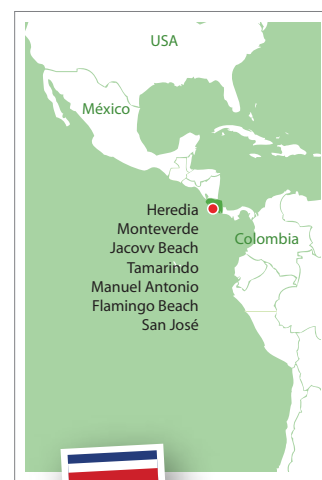 USA
México
Heredia
Monteverde
Colombia
Jacovv Beach
Tamarindo
Manuel Antonio
Flamingo Beach
San José